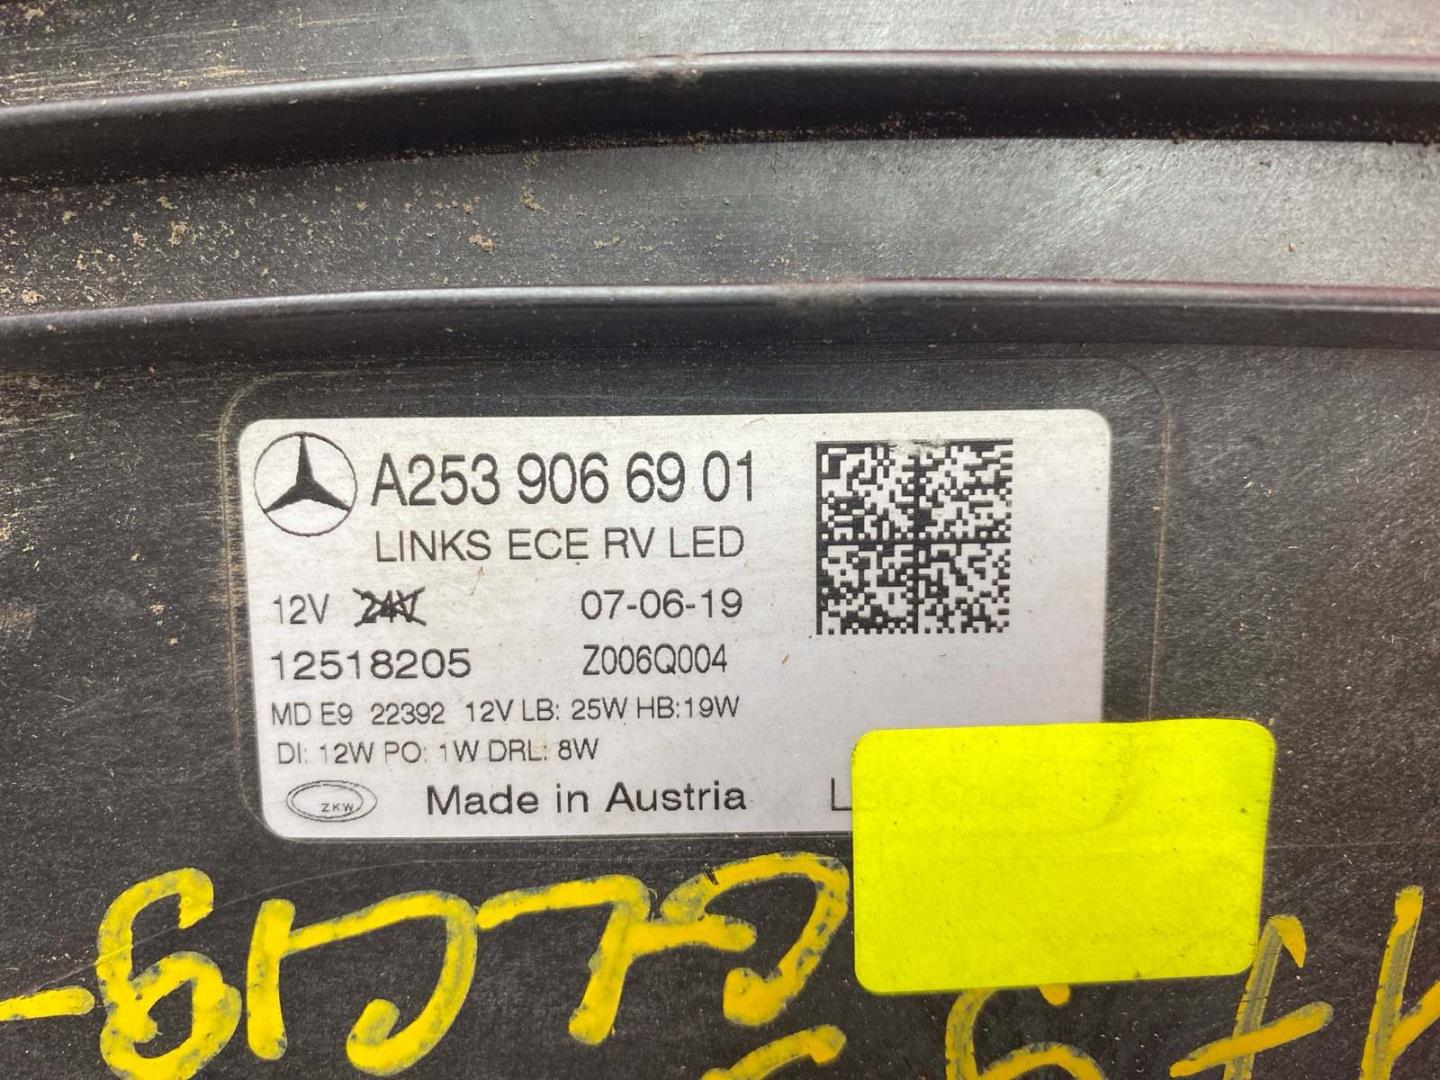 A253 906 69 01
LINKS ECE RV LED
12V 24V 07-06-19
12518205 Z006Q004
MD E9 22392 12V LB: 25W HB:19W
DI: 12W PO: 1W DRL: 8W
ZKW Made in Austria